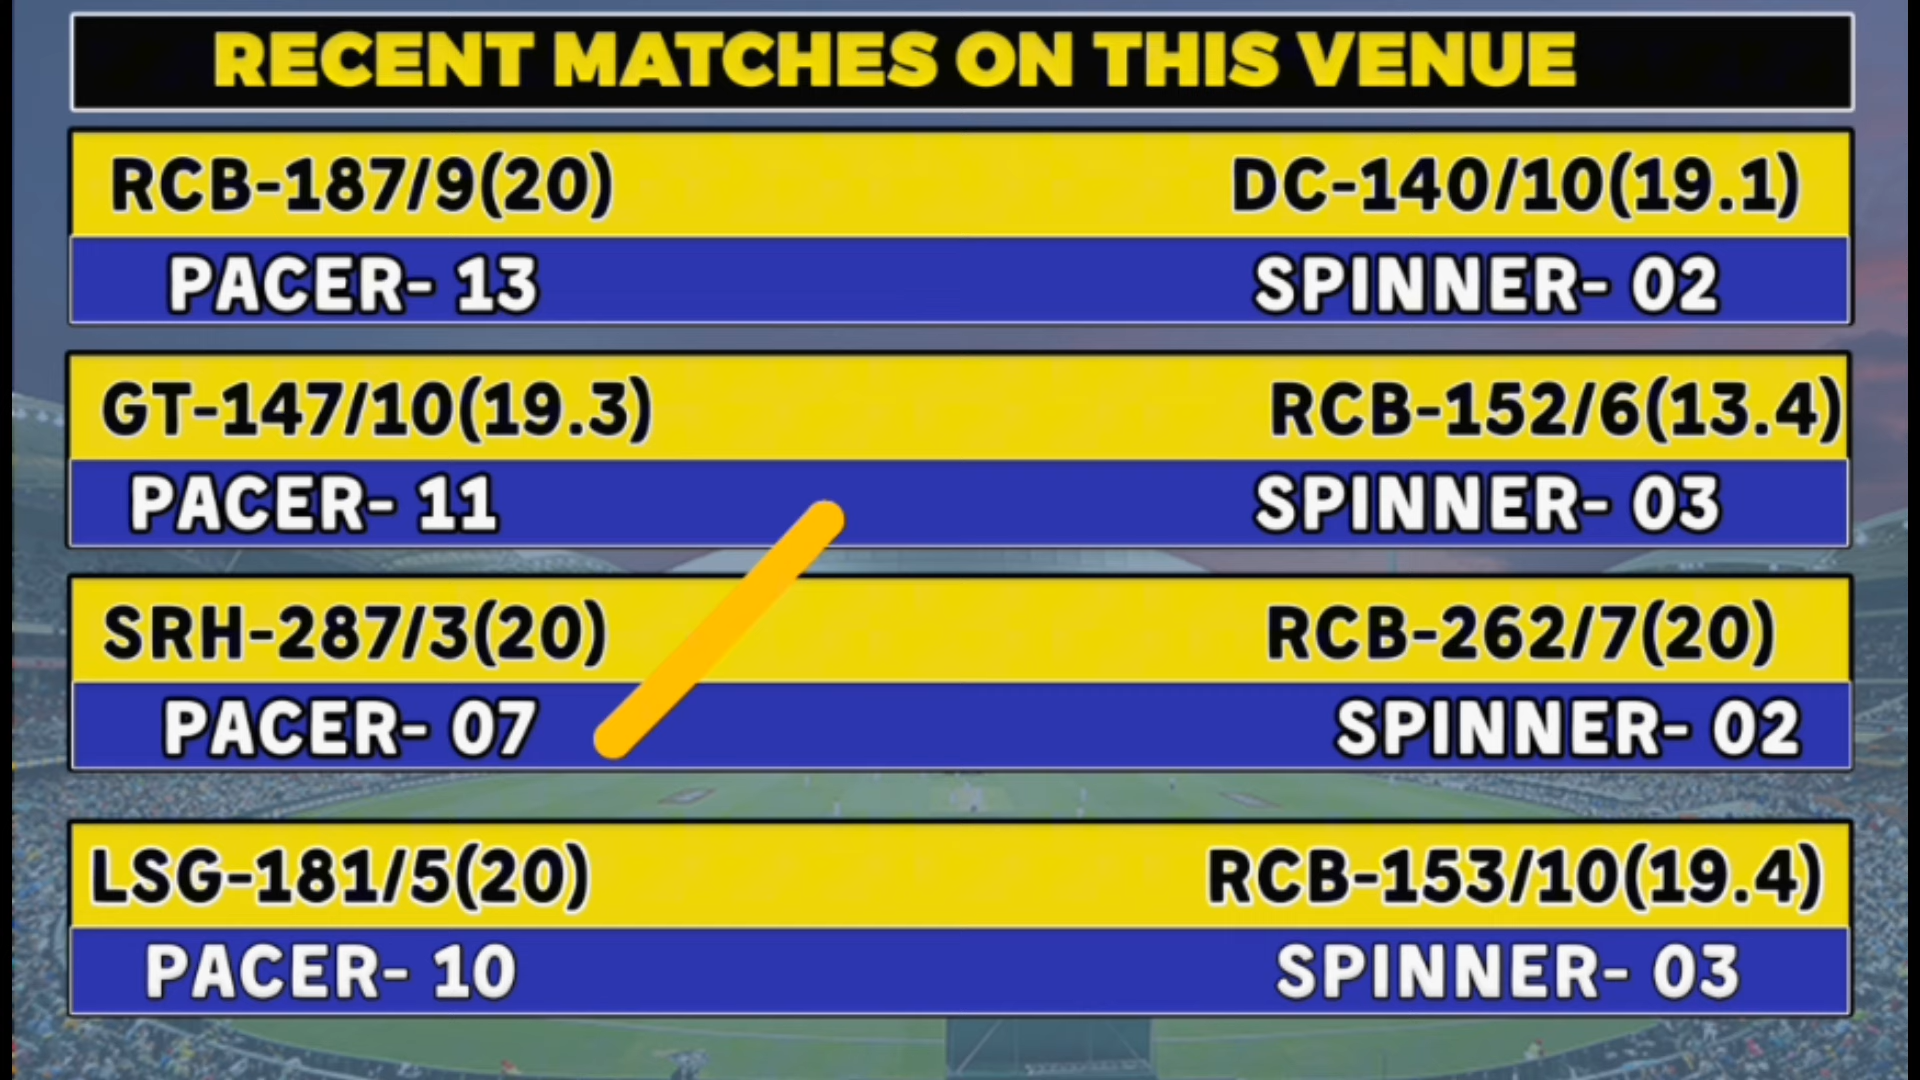 RECENT MATCHES ON THIS VENUE
RCB-187/9(20) DC-140/10(19.1)
PACER- 13 SPINNER- 02
GT-147/10(19.3) RCB-152/6(13.4)
PACER- 11 SPINNER- 03
SRH-287/3(20) RCB-262/7(20)
PACER- 07 SPINNER- 02
LSG-181/5(20) RCB-153/10(19.4)
PACER- 10 SPINNER- 03